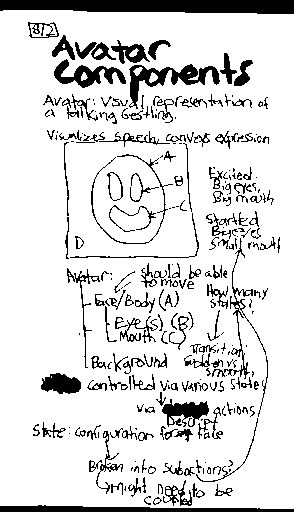 8/2
Avatar
Components
Avatar: Visual representation of
a talking
Visualizes speech, conveys expression
A
B
C
D
Excited:
Big eyes,
Big mouth
Startled
Big eyes
Small mouth
Avatar:
should be able
to move
Face/Body (A)
Eye(s) (B)
Mouth (C)
Background
How many
states?
Transition:
sudden vs
smooth,
controlled via various states
via actions
Descript
State: configuration for face
Broken into subactions?
might need to be
coupled